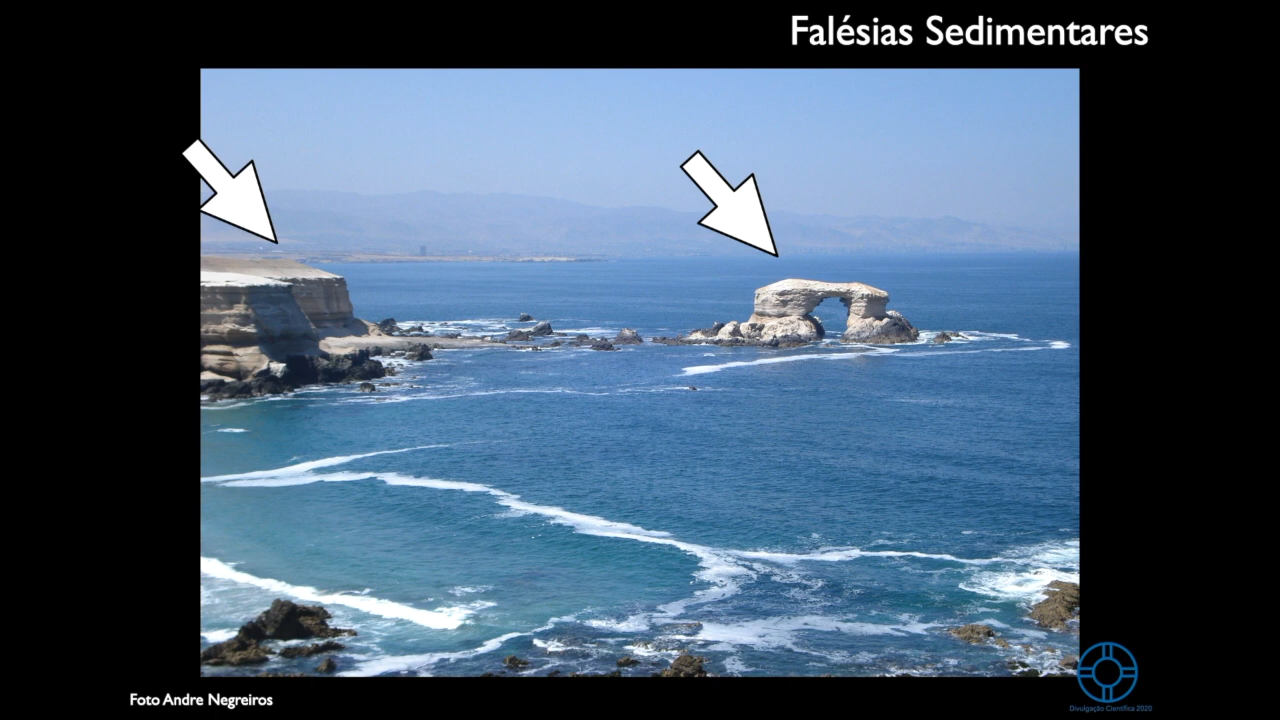 Falésias Sedimentares
Foto Andre Negreiros
Divulgação Científica 2020